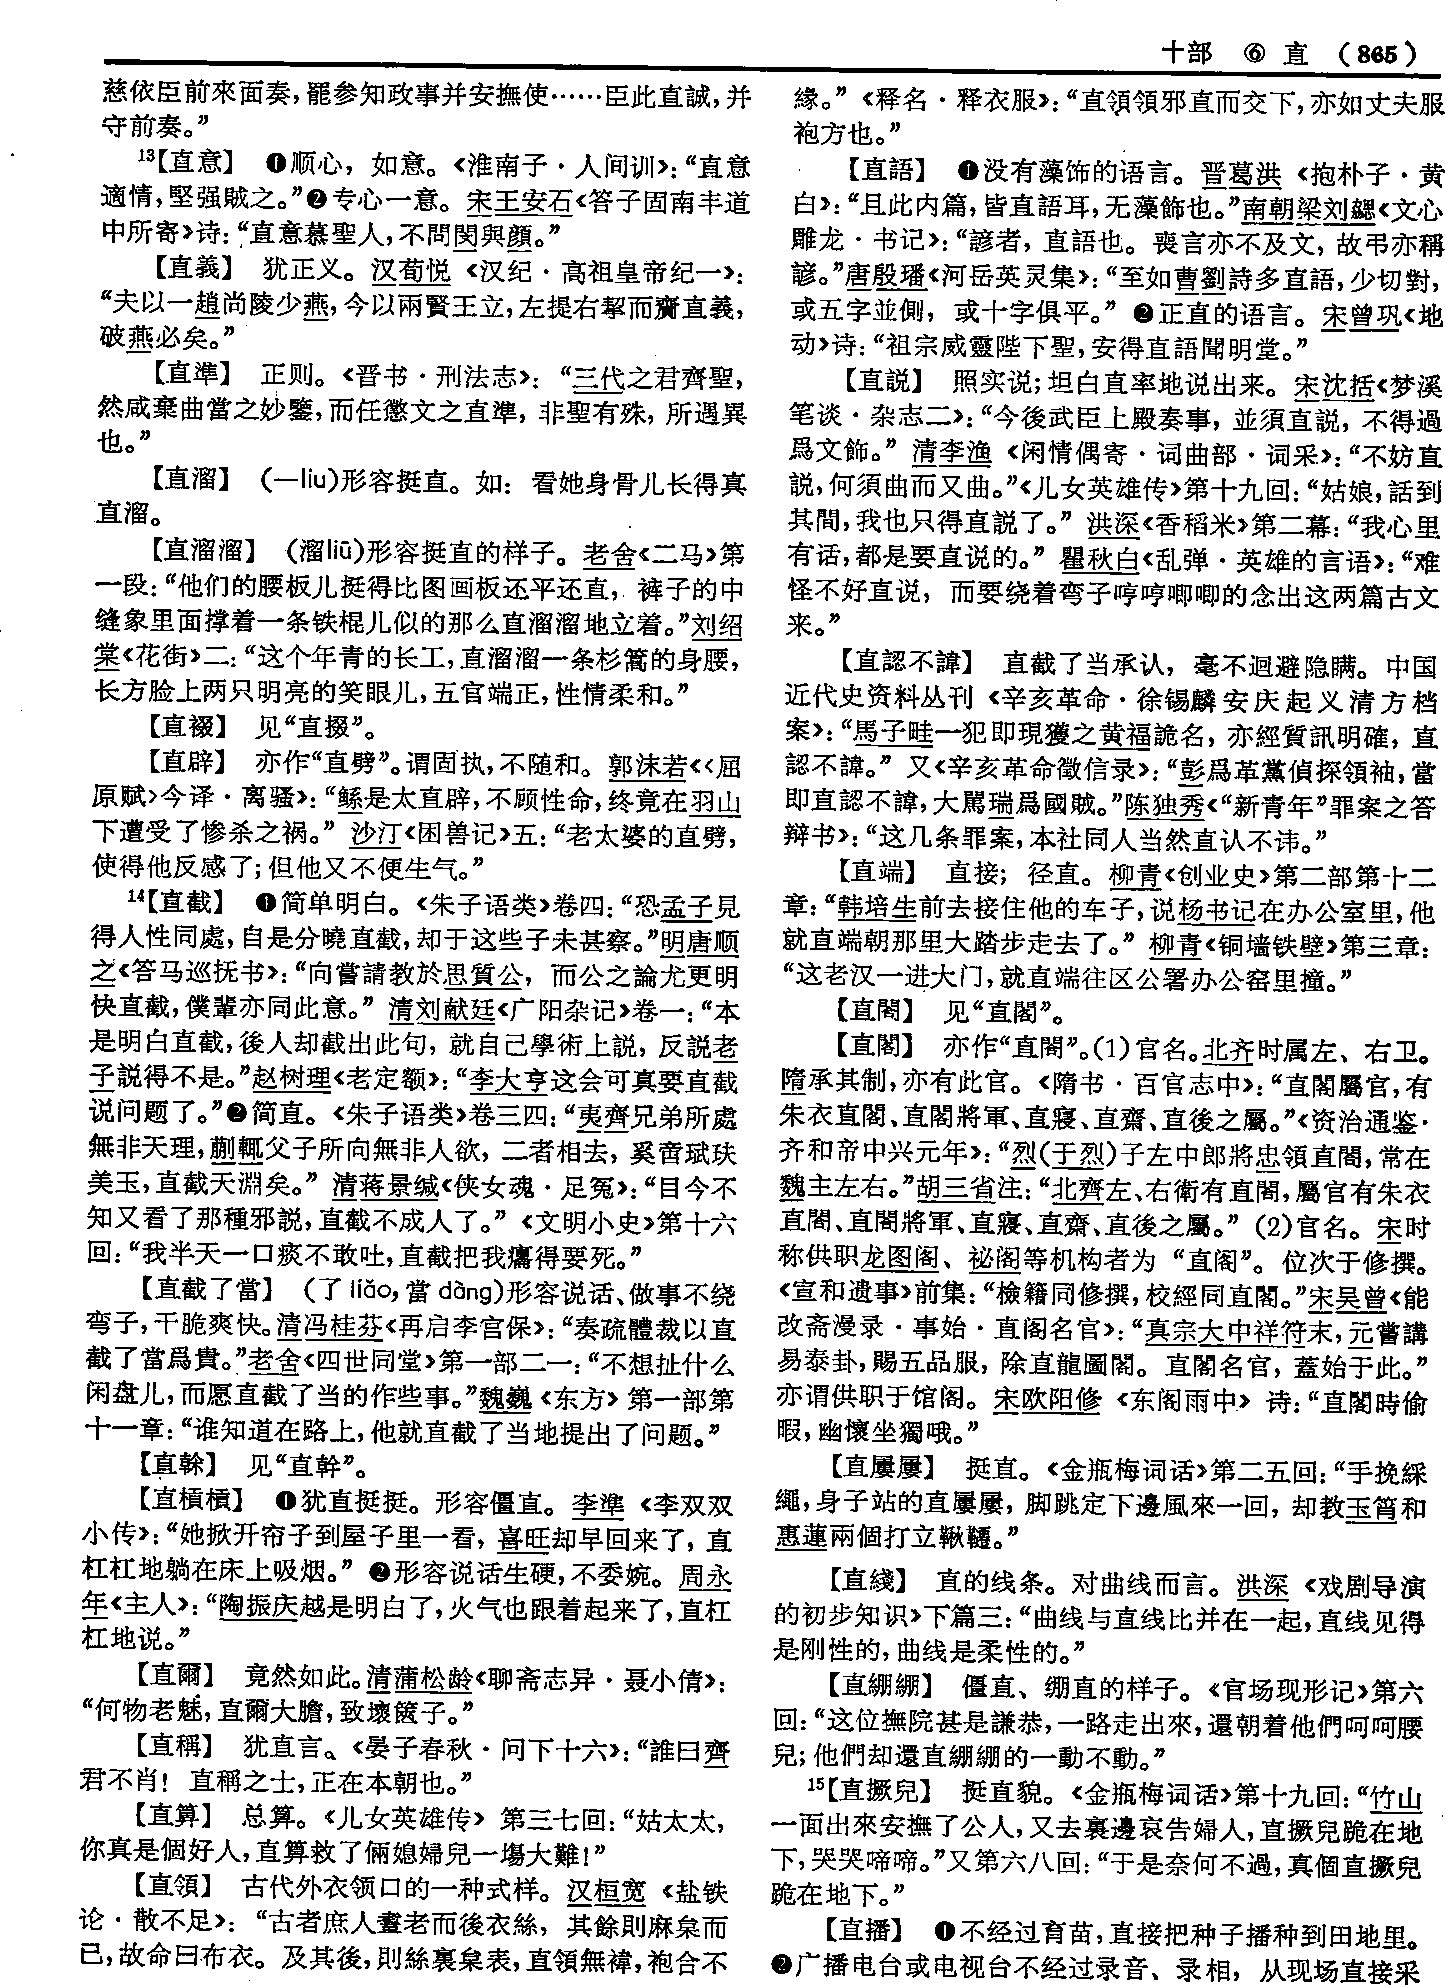 十部 ⑥ 直 (865)
慈依臣前來面奏，罷参知政事并安撫使……臣此直誠，并
守前奏。”
13【直意】 ❶顺心，如意。《淮南子·人间训》：“直意
適情，堅强賊之。”❷专心一意。宋王安石《答子固南丰道
中所寄》诗：“直意慕聖人，不問閔與顔。”
【直義】 犹正义。汉荀悦《汉纪·高祖皇帝纪一》：
“夫以一趙尚陵少燕，今以兩賢王立，左提右挈而齎直義，
破燕必矣。”
【直準】 正则。《晋书·刑法志》：“三代之君齊聖，
然咸棄曲當之妙鑒，而任徵文之直準，非聖有殊，所遇異
也。”
【直溜】 (一liu)形容挺直。如：看她身骨儿长得真
直溜。
【直溜溜】 (溜liū)形容挺直的样子。老舍《二马》第
一段：“他们的腰板儿挺得比图画板还平还直，裤子的中
缝象里面撑着一条铁棍儿似的那么直溜溜地立着。”刘绍
棠《花街》二：“这个年青的长工，直溜溜一条杉篙的身腰，
长方脸上两只明亮的笑眼儿，五官端正，性情柔和。”
【直裰】 见“直掇”。
【直辟】 亦作“直劈”。谓固执，不随和。郭沫若《〈屈
原赋〉今译·离骚》：“鲧是太直辟，不顾性命，终竟在羽山
下遭受了惨杀之祸。” 沙汀《困兽记》五：“老太婆的直劈，
使得他反感了；但他又不便生气。”
14【直截】 ❶简单明白。《朱子语类》卷四：“恐孟子見
得人性同處，自是分曉直截，却于这些子未甚察。”明唐顺
之《答马巡抚书》：“向嘗請教於思質公，而公之論尤更明
快直截，僕輩亦同此意。” 清刘献廷《广阳杂记》卷一：“本
是明白直截，後人却截出此句，就自己學術上説，反説老
子説得不是。”赵树理《老定额》：“李大亨这会可真要直截
说问题了。”❷简直。《朱子语类》卷三四：“夷齊兄弟所處
無非天理，蒯輒父子所向無非人欲，二者相去，奚啻珷玞
美玉，直截天淵矣。” 清蒋景缄《侠女魂·足冤》：“目今不
知又看了那種邪説，直截不成人了。”《文明小史》第十六
回：“我半天一口痰不敢吐，直截把我癟得要死。”
【直截了當】 (了 liǎo，當 dàng)形容说话、做事不绕
弯子，干脆爽快。清冯桂芬《再启李宫保》：“奏疏體裁以直
截了當爲貴。”老舍《四世同堂》第一部二一：“不想扯什么
闲盘儿，而愿直截了当的作些事。”魏巍《东方》第一部第
十一章：“谁知道在路上，他就直截了当地提出了问题。”
【直榦】 见“直幹”。
【直槓槓】 ❶犹直挺挺。形容僵直。李準《李双双
小传》：“她掀开帘子到屋子里一看，喜旺却早回来了，直
杠杠地躺在床上吸烟。” ❷形容说话生硬，不委婉。周永
年《主人》：“陶振庆越是明白了，火气也跟着起来了，直杠
杠地说。”
【直爾】 竟然如此。清蒲松龄《聊斋志异·聂小倩》：
“何物老魅，直爾大膽，致壞篋子。”
【直稱】 犹直言。《晏子春秋·问下十六》：“誰曰齊
君不肖！直稱之士，正在本朝也。”
【直算】 总算。《儿女英雄传》第三七回：“姑太太，
你真是個好人，直算救了倆媳婦兒一場大難！”
【直領】 古代外衣领口的一种式样。汉桓宽《盐铁
论·散不足》：“古者庶人耋老而後衣絲，其餘則麻枲而
已，故命曰布衣。及其後，則絲裏枲表，直領無褘，袍合不
緣。”《释名·释衣服》：“直領領邪直而交下，亦如丈夫服
袍方也。”
【直語】 ❶没有藻饰的语言。晋葛洪《抱朴子·黄
白》：“且此内篇，皆直語耳，无藻飾也。”南朝梁刘勰《文心
雕龙·书记》：“諺者，直語也。喪言亦不及文，故弔亦稱
諺。”唐殷璠《河岳英灵集》：“至如曹劉詩多直語，少切對，
或五字並側，或十字俱平。” ❷正直的语言。宋曾巩《地
动》诗：“祖宗威靈陛下聖，安得直語聞明堂。”
【直説】 照实说；坦白直率地说出来。宋沈括《梦溪
笔谈·杂志二》：“今後武臣上殿奏事，並須直説，不得過
爲文飾。” 清李渔《闲情偶寄·词曲部·词采》：“不妨直
説，何須曲而又曲。”《儿女英雄传》第十九回：“姑娘，話到
其間，我也只得直説了。” 洪深《香稻米》第二幕：“我心里
有话，都是要直说的。” 瞿秋白《乱弹·英雄的言语》：“难
怪不好直说，而要绕着弯子哼哼唧唧的念出这两篇古文
来。”
【直認不諱】 直截了当承认，毫不迴避隐瞒。中国
近代史资料丛刊《辛亥革命·徐锡麟安庆起义清方档
案》：“馬子畦一犯即現獲之黄福詭名，亦經質訊明確，直
認不諱。” 又《辛亥革命徵信录》：“彭爲革黨偵探領袖，當
即直認不諱，大駡瑞爲國賊。”陈独秀《“新青年”罪案之答
辩书》：“这几条罪案，本社同人当然直认不讳。”
【直端】 直接；径直。柳青《创业史》第二部第十二
章：“韩培生前去接住他的车子，说杨书记在办公室里，他
就直端朝那里大踏步走去了。” 柳青《铜墙铁壁》第三章：
“这老汉一进大门，就直端往区公署办公窑里撞。”
【直閤】 见“直閣”。
【直閣】 亦作“直閤”。(1)官名。北齐时属左、右卫。
隋承其制，亦有此官。《隋书·百官志中》：“直閣屬官，有
朱衣直閣、直閣將軍、直寢、直齋、直後之屬。”《资治通鉴·
齐和帝中兴元年》：“烈(于烈)子左中郎將忠領直閤，常在
魏主左右。”胡三省注：“北齊左、右衛有直閤，屬官有朱衣
直閤、直閤將軍、直寢、直齋、直後之屬。” (2)官名。宋时
称供职龙图阁、祕阁等机构者为“直阁”。位次于修撰。
《宣和遗事》前集：“檢籍同修撰，校經同直閣。”宋吴曾《能
改斋漫录·事始·直阁名官》：“真宗大中祥符末，元嘗講
易泰卦，賜五品服，除直龍圖閣。直閣名官，蓋始于此。”
亦谓供职于馆阁。宋欧阳修《东阁雨中》诗：“直閣時偷
暇，幽懷坐獨哦。”
【直屢屢】 挺直。《金瓶梅词话》第二五回：“手挽綵
繩，身子站的直屢屢，脚跳定下邊風來一回，却教玉筲和
惠蓮兩個打立鞦韆。”
【直綫】 直的线条。对曲线而言。洪深《戏剧导演
的初步知识》下篇三：“曲线与直线比并在一起，直线见得
是刚性的，曲线是柔性的。”
【直綳綳】 僵直、绷直的样子。《官场现形记》第六
回：“这位撫院甚是謙恭，一路走出來，還朝着他們呵呵腰
兒；他們却還直綳綳的一動不動。”
15【直撅兒】 挺直貌。《金瓶梅词话》第十九回：“竹山
一面出來安撫了公人，又去裏邊哀告婦人，直撅兒跪在地
下，哭哭啼啼。”又第六八回：“于是奈何不過，真個直撅兒
跪在地下。”
【直播】 ❶不经过育苗，直接把种子播种到田地里。
❷广播电台或电视台不经过录音、录相，从现场直接采